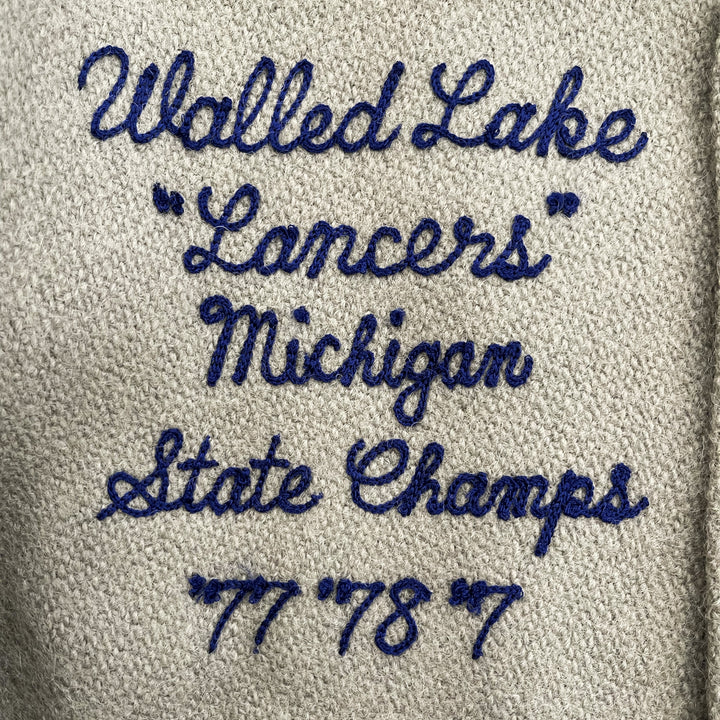 Walled Lake
"Lancers"
Michigan
State Champs
"77 '78 '7